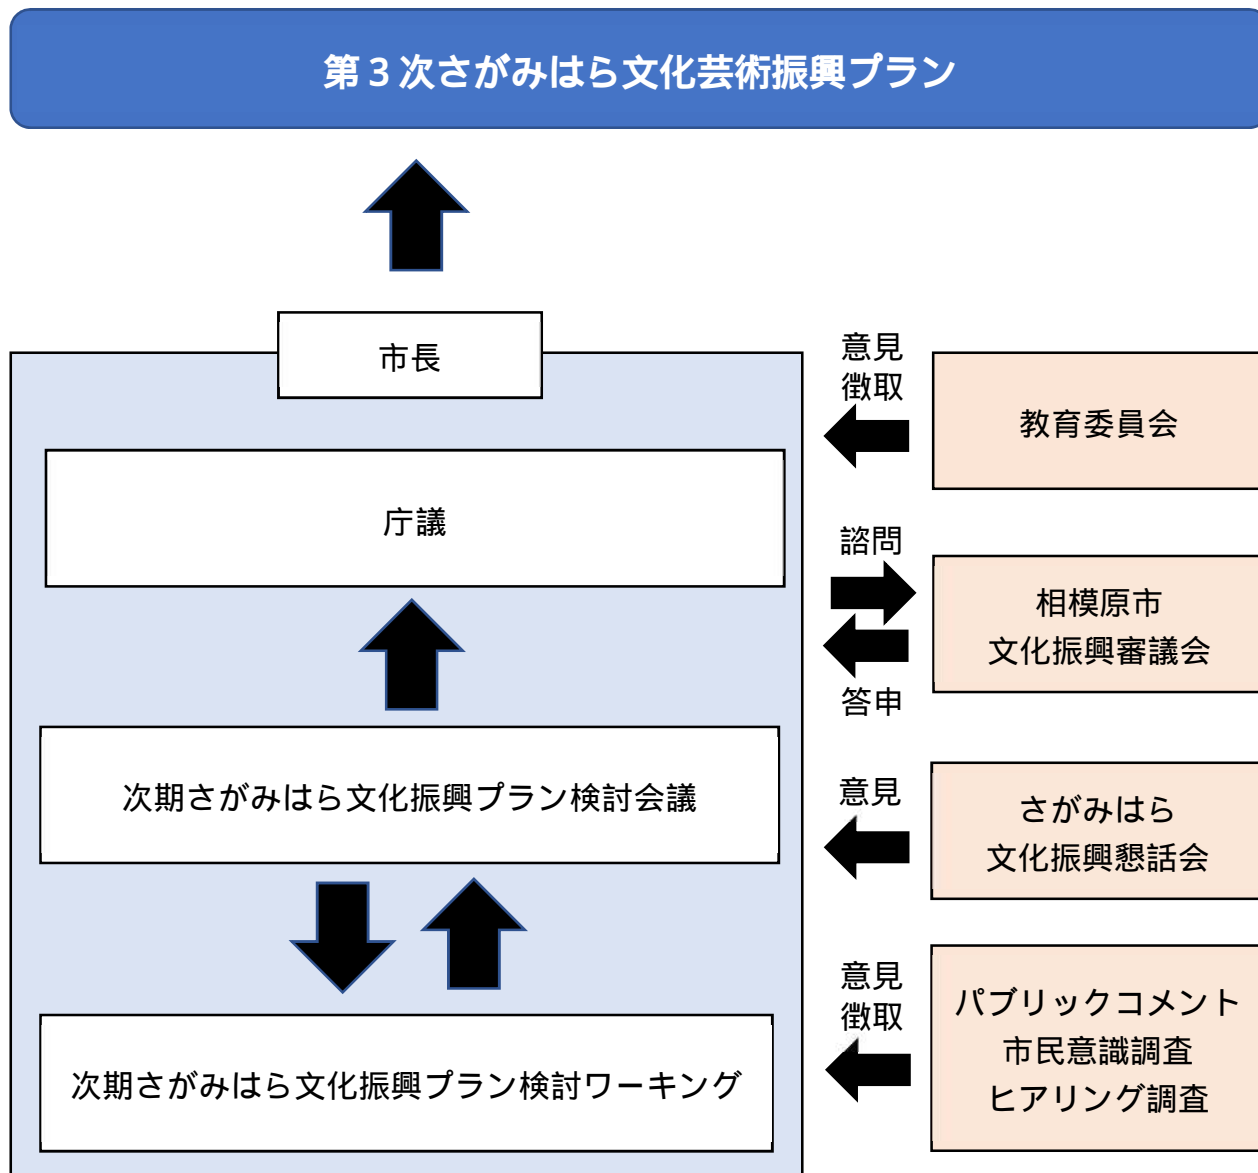 第３次さがみはら文化芸術振興プラン
市長
庁議
次期さがみはら文化振興プラン検討会議
次期さがみはら文化振興プラン検討ワーキング
意見
徴取
教育委員会
諮問
答申
相模原市
文化振興審議会
意見
さがみはら
文化振興懇話会
意見
徴取
パブリックコメント
市民意識調査
ヒアリング調査